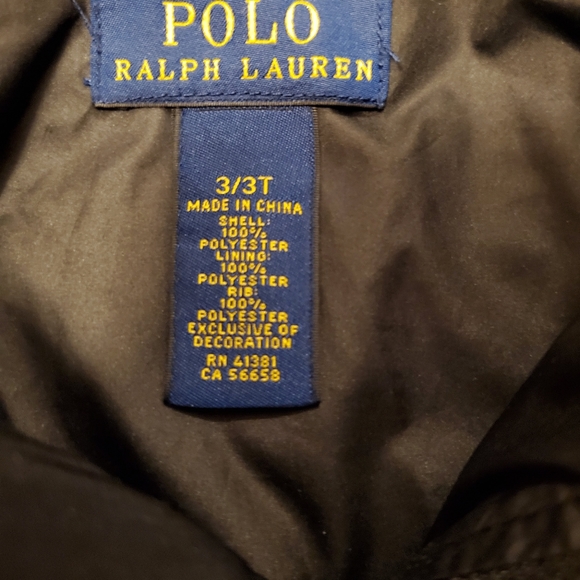 POLO
RALPH LAUREN
3/3T
MADE IN CHINA
SHELL:
100%
POLYESTER
LINING:
100%
POLYESTER
RIB:
100%
POLYESTER
EXCLUSIVE OF
DECORATION
RN 41381
CA 56658